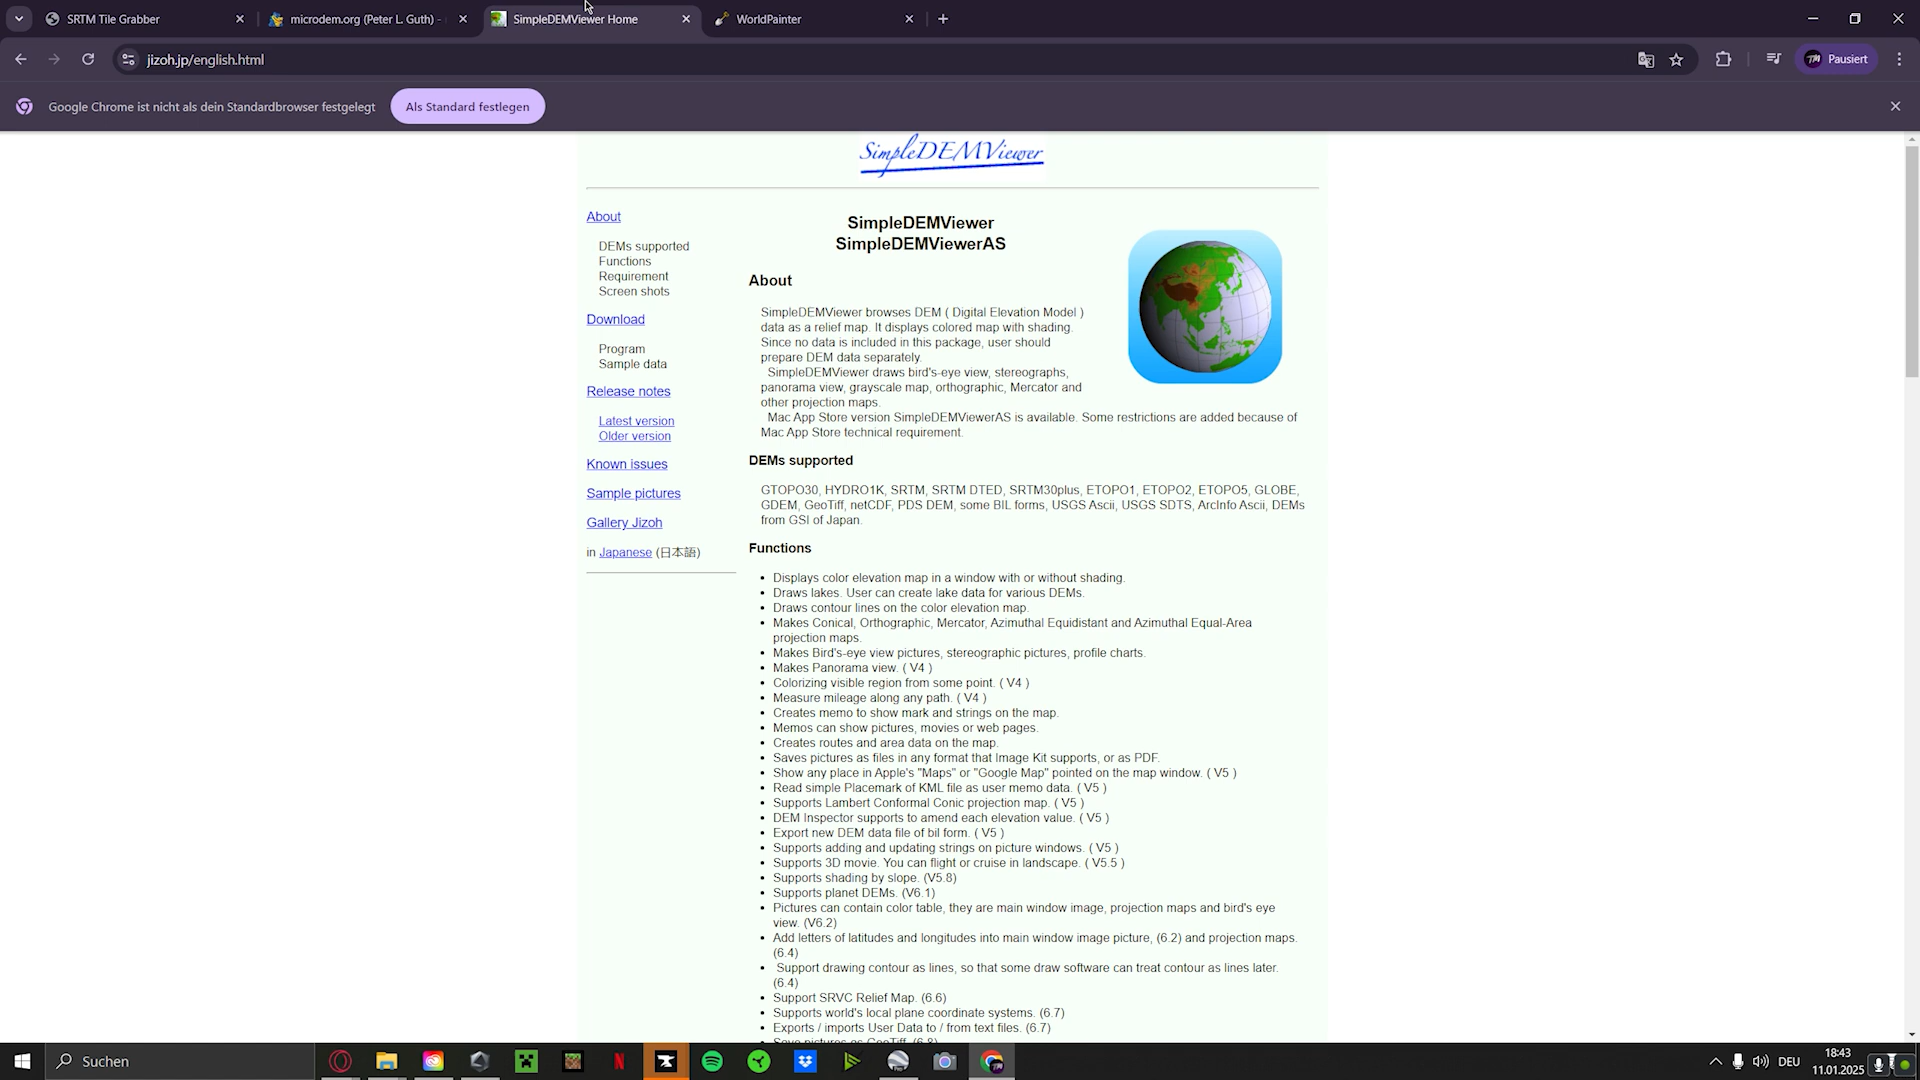 SRTM Tile Grabber
microdem.org (Peter L. Guth) -
SimpleDEMViewer Home
WorldPainter
jizoh.jp/english.html
Pausiert
Google Chrome ist nicht als dein Standardbrowser festgelegt
Als Standard festlegen
SimpleDEMViewer
About
DEMs supported
Functions
Requirement
Screen shots
Download
Program
Sample data
Release notes
Latest version
Older version
Known issues
Sample pictures
Gallery Jizoh
in Japanese (日本語)
SimpleDEMViewer
SimpleDEMViewerAS
About
SimpleDEMViewer browses DEM ( Digital Elevation Model )
data as a relief map. It displays colored map with shading.
Since no data is included in this package, user should
prepare DEM data separately.
SimpleDEMViewer draws bird's-eye view, stereographs,
panorama view, grayscale map, orthographic, Mercator and
other projection maps.
Mac App Store version SimpleDEMViewerAS is available. Some restrictions are added because of
Mac App Store technical requirement.
DEMs supported
GTOPO30, HYDRO1K, SRTM, SRTM DTED, SRTM30plus, ETOPO1, ETOPO2, ETOPO5, GLOBE,
GDEM, GeoTiff, netCDF, PDS DEM, some BIL forms, USGS Ascii, USGS SDTS, ArcInfo Ascii, DEMs
from GSI of Japan.
Functions
• Displays color elevation map in a window with or without shading.
• Draws lakes. User can create lake data for various DEMs.
• Draws contour lines on the color elevation map.
• Makes Conical, Orthographic, Mercator, Azimuthal Equidistant and Azimuthal Equal-Area
projection maps.
• Makes Bird's-eye view pictures, stereographic pictures, profile charts.
• Makes Panorama view. ( V4 )
• Colorizing visible region from some point. ( V4 )
• Measure mileage along any path. ( V4 )
• Creates memo to show mark and strings on the map.
• Memos can show pictures, movies or web pages.
• Creates routes and area data on the map.
• Saves pictures as files in any format that Image Kit supports, or as PDF.
• Show any place in Apple's "Maps" or "Google Map" pointed on the map window. ( V5 )
• Read simple Placemark of KML file as user memo data. ( V5 )
• Supports Lambert Conformal Conic projection map. ( V5 )
• DEM Inspector supports to amend each elevation value. ( V5 )
• Export new DEM data file of bil form. ( V5 )
• Supports adding and updating strings on picture windows. ( V5 )
• Supports 3D movie. You can flight or cruise in landscape. ( V5.5 )
• Supports shading by slope. (V5.8)
• Supports planet DEMs. (V6.1)
• Pictures can contain color table, they are main window image, projection maps and bird's eye
view. (V6.2)
• Add letters of latitudes and longitudes into main window image picture, (6.2) and projection maps.
(6.4)
• Support drawing contour as lines, so that some draw software can treat contour as lines later.
(6.4)
• Support SRVC Relief Map. (6.6)
• Supports world's local plane coordinate systems. (6.7)
• Exports / imports User Data to / from text files. (6.7)
• Save pictures as GeoTiff. (6.8)
Suchen
DEU
18:43
11.01.2025